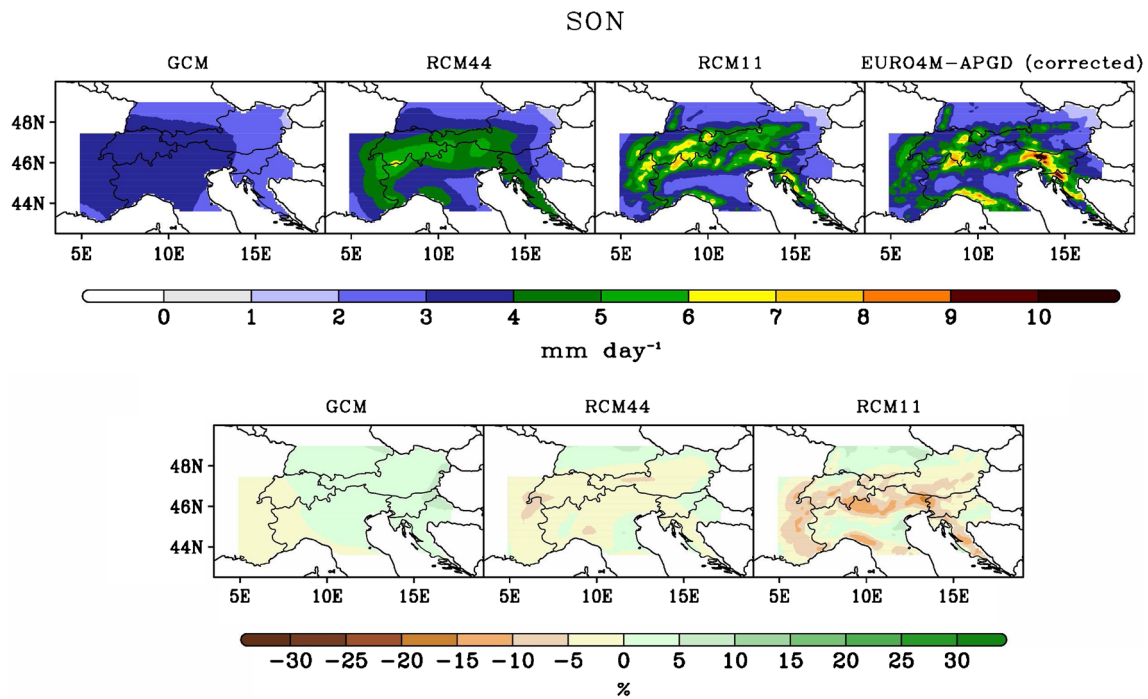 SON
GCM RCM44 RCM11 EURO4M-APGD (corrected)
48N
46N
44N
5E 10E 15E 5E 10E 15E 5E 10E 15E 5E 10E 15E
0 1 2 3 4 5 6 7 8 9 10
mm day⁻¹
GCM RCM44 RCM11
48N
46N
44N
5E 10E 15E 5E 10E 15E 5E 10E 15E
−30 −25 −20 −15 −10 −5 0 5 10 15 20 25 30
%